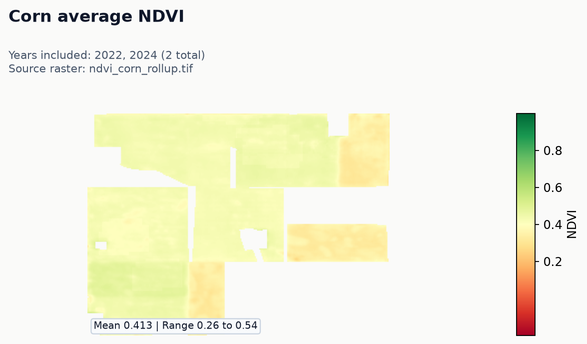 Corn average NDVI
Years included: 2022, 2024 (2 total)
Source raster: ndvi_corn_rollup.tif
0.8
0.6
0.4
0.2
NDVI
Mean 0.413 | Range 0.26 to 0.54